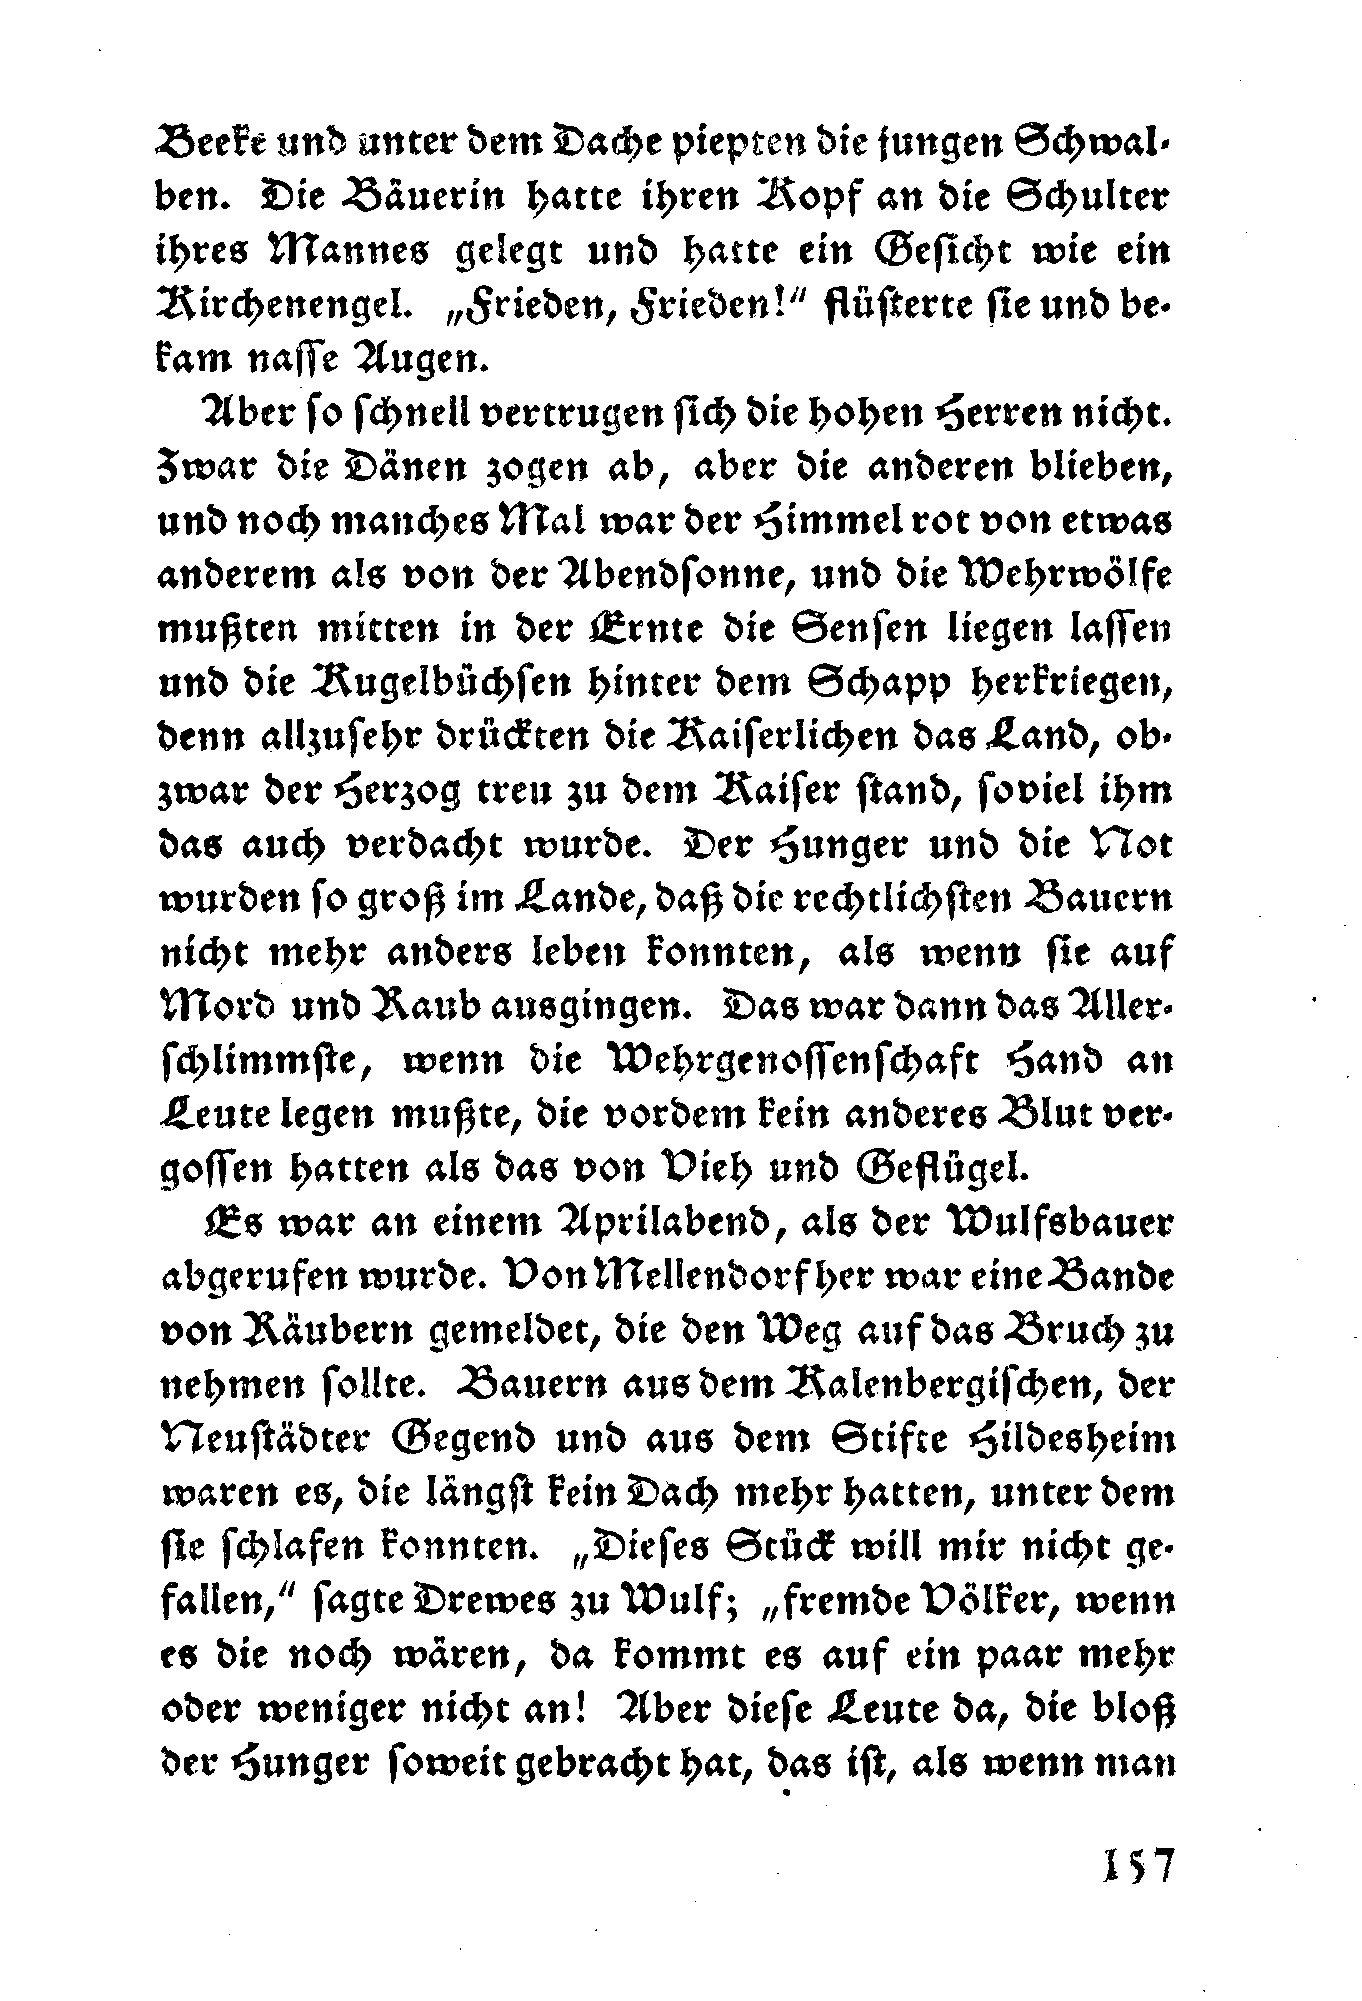 Beeke und unter dem Dache piepten die jungen Schwal-
ben. Die Bäuerin hatte ihren Kopf an die Schulter
ihres Mannes gelegt und hatte ein Gesicht wie ein
Kirchenengel. „Frieden, Frieden!“ flüsterte sie und be-
kam nasse Augen.
Aber so schnell vertrugen sich die hohen Herren nicht.
Zwar die Dänen zogen ab, aber die anderen blieben,
und noch manches Mal war der Himmel rot von etwas
anderem als von der Abendsonne, und die Wehrwölfe
mußten mitten in der Ernte die Sensen liegen lassen
und die Kugelbüchsen hinter dem Schapp herkriegen,
denn allzusehr drückten die Kaiserlichen das Land, ob-
zwar der Herzog treu zu dem Kaiser stand, soviel ihm
das auch verdacht wurde. Der Hunger und die Not
wurden so groß im Lande, daß die rechtlichsten Bauern
nicht mehr anders leben konnten, als wenn sie auf
Mord und Raub ausgingen. Das war dann das Aller-
schlimmste, wenn die Wehrgenossenschaft Hand an
Leute legen mußte, die vordem kein anderes Blut ver-
gossen hatten als das von Vieh und Geflügel.
Es war an einem Aprilabend, als der Wulfsbauer
abgerufen wurde. Von Mellendorf her war eine Bande
von Räubern gemeldet, die den Weg auf das Bruch zu
nehmen sollte. Bauern aus dem Kalenbergischen, der
Neustädter Gegend und aus dem Stifte Hildesheim
waren es, die längst kein Dach mehr hatten, unter dem
sie schlafen konnten. „Dieses Stück will mir nicht ge-
fallen,“ sagte Drewes zu Wulf; „fremde Völker, wenn
es die noch wären, da kommt es auf ein paar mehr
oder weniger nicht an! Aber diese Leute da, die bloß
der Hunger soweit gebracht hat, das ist, als wenn man
157